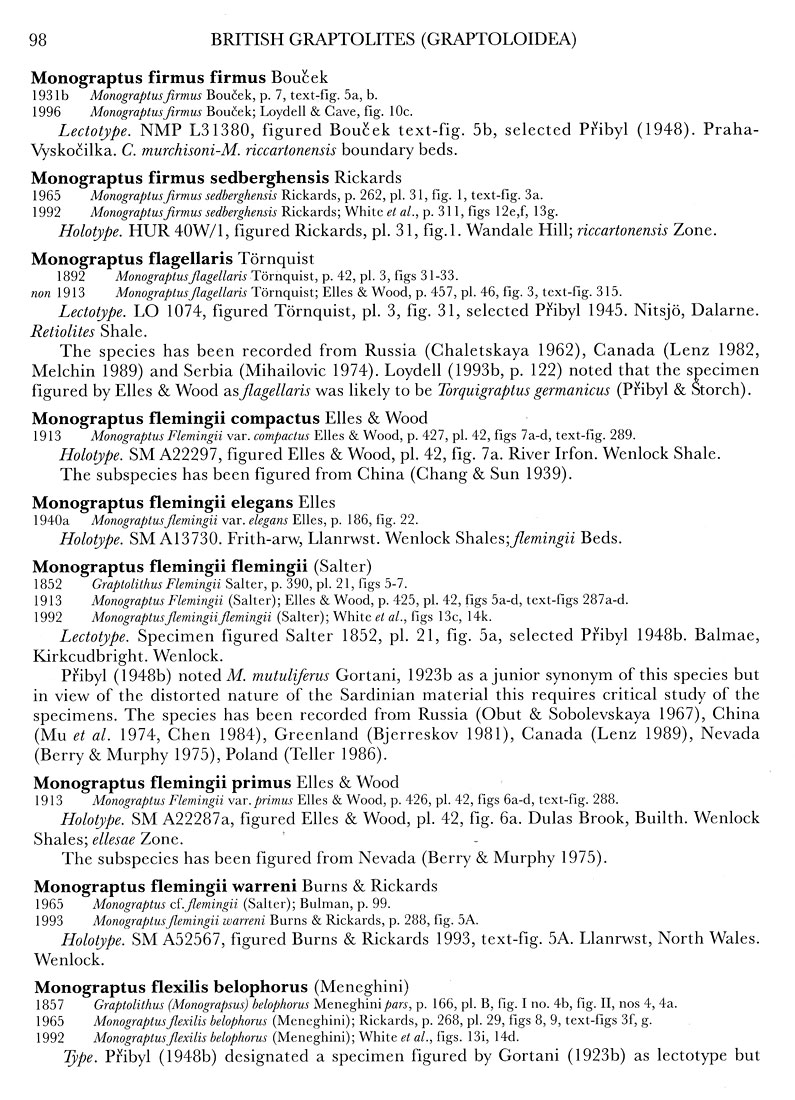 98 BRITISH GRAPTOLITES (GRAPTOLOIDEA)
Monograptus firmus firmus Bouček
1931b Monograptus firmus Bouček, p. 7, text-fig. 5a, b.
1996 Monograptus firmus Bouček; Loydell & Cave, fig. 10c.
Lectotype. NMP L31380, figured Bouček text-fig. 5b, selected Přibyl (1948). Praha-
Vyskočilka. C. murchisoni-M. riccartonensis boundary beds.
Monograptus firmus sedberghensis Rickards
1965 Monograptus firmus sedberghensis Rickards, p. 262, pl. 31, fig. 1, text-fig. 3a.
1992 Monograptus firmus sedberghensis Rickards; White et al., p. 311, figs 12e,f, 13g.
Holotype. HUR 40W/1, figured Rickards, pl. 31, fig.1. Wandale Hill; riccartonensis Zone.
Monograptus flagellaris Törnquist
1892 Monograptus flagellaris Törnquist, p. 42, pl. 3, figs 31-33.
non 1913 Monograptus flagellaris Törnquist; Elles & Wood, p. 457, pl. 46, fig. 3, text-fig. 315.
Lectotype. LO 1074, figured Törnquist, pl. 3, fig. 31, selected Přibyl 1945. Nitsjö, Dalarne.
Retiolites Shale.
The species has been recorded from Russia (Chaletskaya 1962), Canada (Lenz 1982,
Melchin 1989) and Serbia (Mihailovic 1974). Loydell (1993b, p. 122) noted that the specimen
figured by Elles & Wood as flagellaris was likely to be Torquigraptus germanicus (Přibyl & Štorch).
Monograptus flemingii compactus Elles & Wood
1913 Monograptus Flemingii var. compactus Elles & Wood, p. 427, pl. 42, figs 7a-d, text-fig. 289.
Holotype. SM A22297, figured Elles & Wood, pl. 42, fig. 7a. River Irfon. Wenlock Shale.
The subspecies has been figured from China (Chang & Sun 1939).
Monograptus flemingii elegans Elles
1940a Monograptus flemingii var. elegans Elles, p. 186, fig. 22.
Holotype. SM A13730. Frith-arw, Llanrwst. Wenlock Shales; flemingii Beds.
Monograptus flemingii flemingii (Salter)
1852 Graptolithus Flemingii Salter, p. 390, pl. 21, figs 5-7.
1913 Monograptus Flemingii (Salter); Elles & Wood, p. 425, pl. 42, figs 5a-d, text-figs 287a-d.
1992 Monograptus flemingii flemingii (Salter); White et al., figs 13c, 14k.
Lectotype. Specimen figured Salter 1852, pl. 21, fig. 5a, selected Přibyl 1948b. Balmae,
Kirkcudbright. Wenlock.
Přibyl (1948b) noted M. mutuliferus Gortani, 1923b as a junior synonym of this species but
in view of the distorted nature of the Sardinian material this requires critical study of the
specimens. The species has been recorded from Russia (Obut & Sobolevskaya 1967), China
(Mu et al. 1974, Chen 1984), Greenland (Bjerreskov 1981), Canada (Lenz 1989), Nevada
(Berry & Murphy 1975), Poland (Teller 1986).
Monograptus flemingii primus Elles & Wood
1913 Monograptus Flemingii var. primus Elles & Wood, p. 426, pl. 42, figs 6a-d, text-fig. 288.
Holotype. SM A22287a, figured Elles & Wood, pl. 42, fig. 6a. Dulas Brook, Builth. Wenlock
Shales; ellesae Zone.
The subspecies has been figured from Nevada (Berry & Murphy 1975).
Monograptus flemingii warreni Burns & Rickards
1965 Monograptus cf. flemingii (Salter); Bulman, p. 99.
1993 Monograptus flemingii warreni Burns & Rickards, p. 288, fig. 5A.
Holotype. SM A52567, figured Burns & Rickards 1993, text-fig. 5A. Llanrwst, North Wales.
Wenlock.
Monograptus flexilis belophorus (Meneghini)
1857 Graptolithus (Monograpsus) belophorus Meneghini pars, p. 166, pl. B, fig. I no. 4b, fig. II, nos 4, 4a.
1965 Monograptus flexilis belophorus (Meneghini); Rickards, p. 268, pl. 29, figs 8, 9, text-figs 3f, g.
1992 Monograptus flexilis belophorus (Meneghini); White et al., figs. 13i, 14d.
Type. Přibyl (1948b) designated a specimen figured by Gortani (1923b) as lectotype but